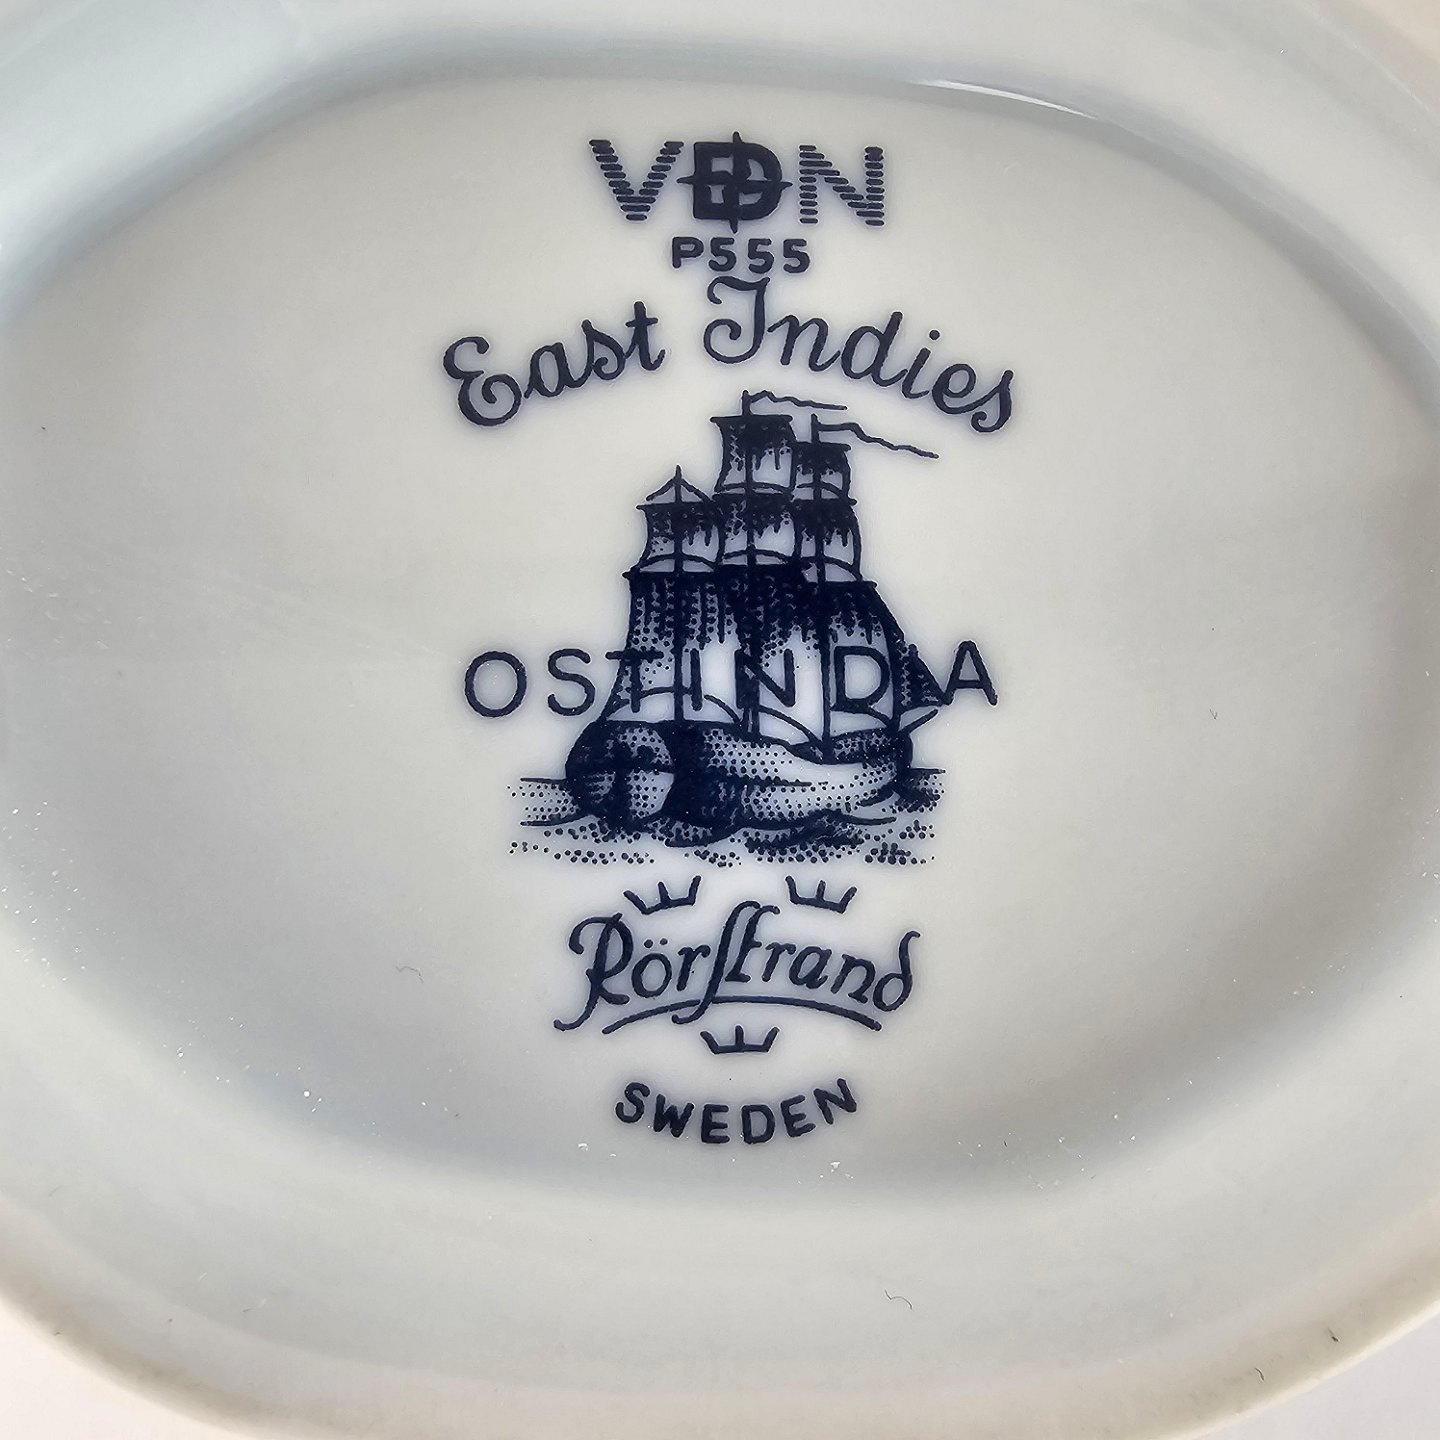 VDN
P555
East Indies
OSTINDIA
Rörstrand
SWEDEN